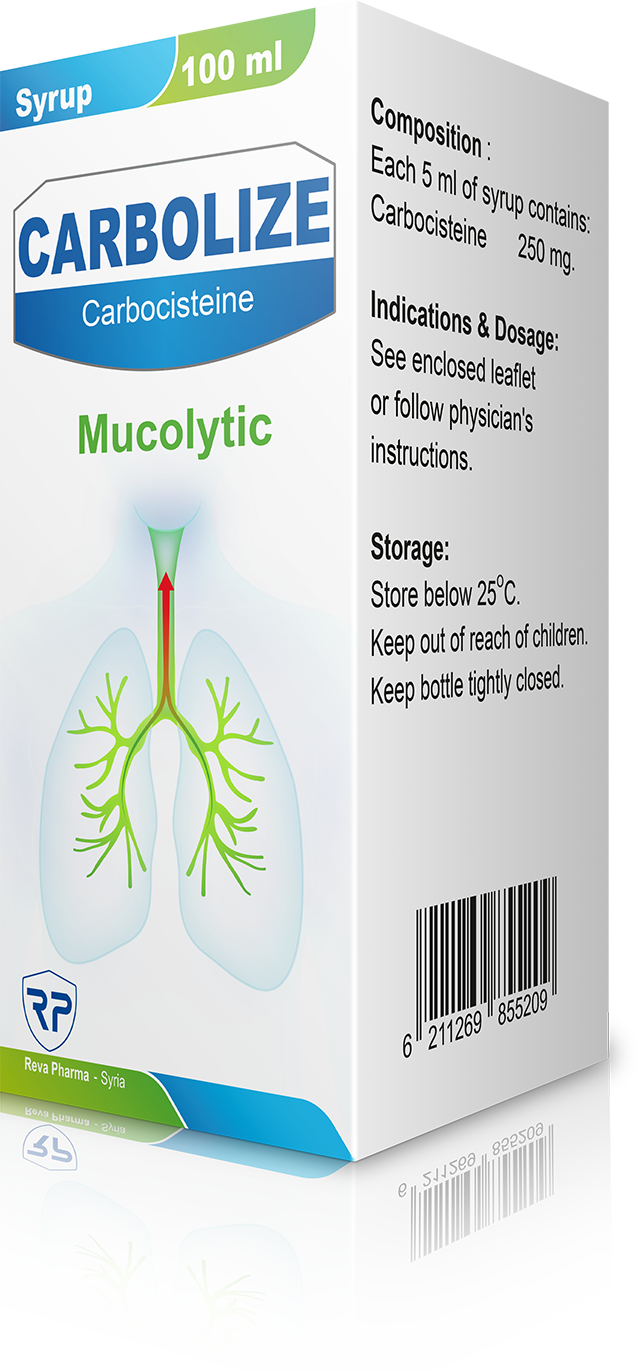 Syrup
100 ml
CARBOLIZE
Carbocisteine
Mucolytic
RP
Reva Pharma - Syria
Composition :
Each 5 ml of syrup contains:
Carbocisteine 250 mg.
Indications & Dosage:
See enclosed leaflet
or follow physician's
instructions.
Storage:
Store below 25°C.
Keep out of reach of children.
Keep bottle tightly closed.
6 211269 855209